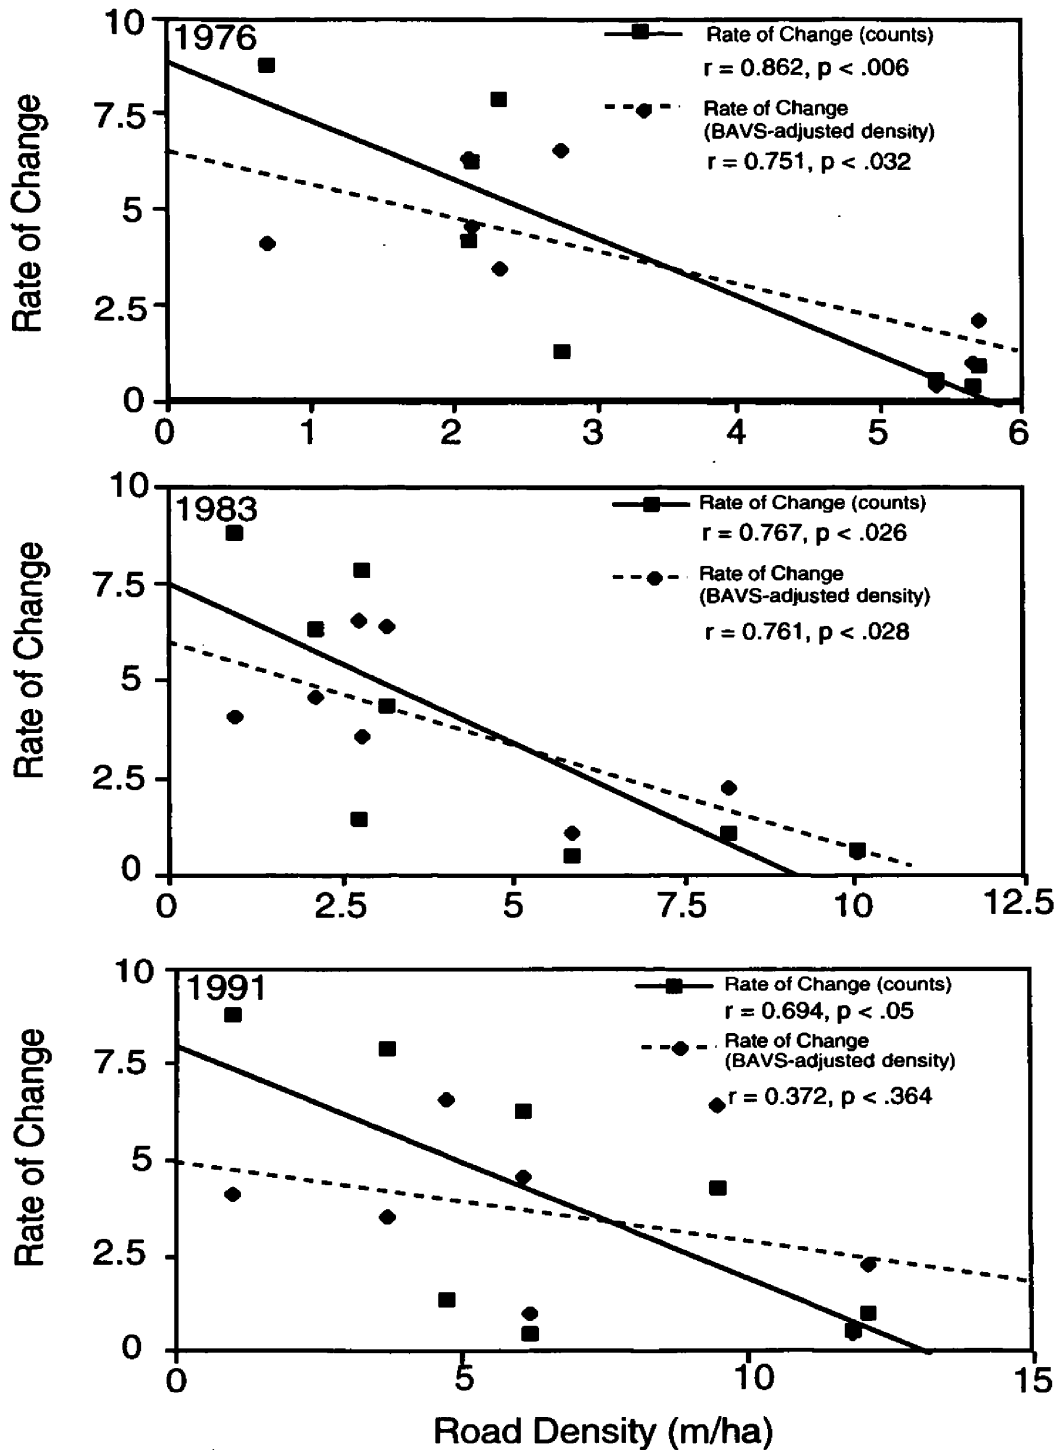 10
1976
Rate of Change (counts)
r = 0.862, p < .006
Rate of Change
(BAVS-adjusted density)
r = 0.751, p < .032
7.5
5
2.5
0
Rate of Change
0 1 2 3 4 5 6
10
1983
Rate of Change (counts)
r = 0.767, p < .026
Rate of Change
(BAVS-adjusted density)
r = 0.761, p < .028
7.5
5
2.5
0
Rate of Change
0 2.5 5 7.5 10 12.5
10
1991
Rate of Change (counts)
r = 0.694, p < .05
Rate of Change
(BAVS-adjusted density)
r = 0.372, p < .364
7.5
5
2.5
0
Rate of Change
0 5 10 15
Road Density (m/ha)